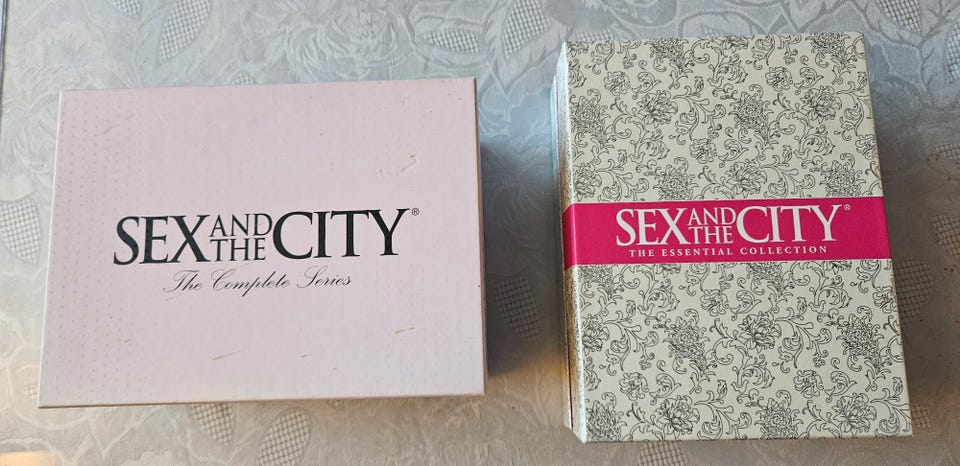 SEX AND THE CITY®
The Complete Series
SEX AND THE CITY®
THE ESSENTIAL COLLECTION